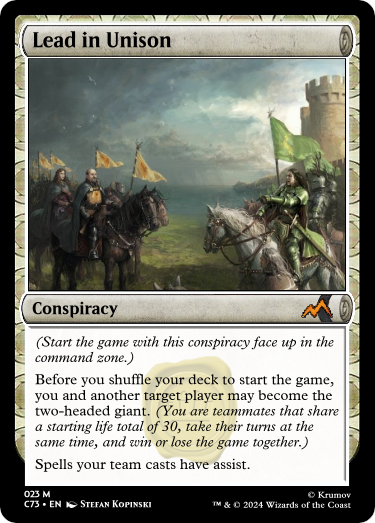 Lead in Unison
Conspiracy
(Start the game with this conspiracy face up in the
command zone.)
Before you shuffle your deck to start the game,
you and another target player may become the
two-headed giant. (You are teammates that share
a starting life total of 30, take their turns at the
same time, and win or lose the game together.)
Spells your team casts have assist.
023 M
C73 • EN Stefan Kopinski
© Krumov
™ & © 2024 Wizards of the Coast